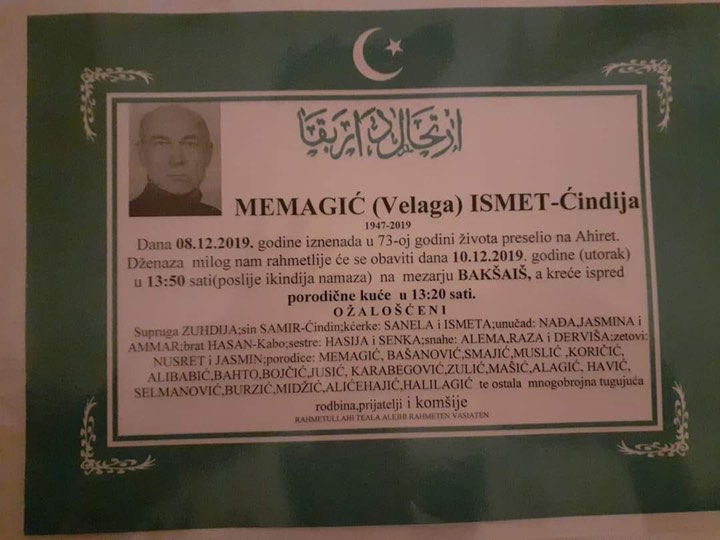 ارتحال دار بقا
MEMAGIĆ (Velaga) ISMET-Ćindija
1947-2019
Dana 08.12.2019. godine iznenada u 73-oj godini života preselio na Ahiret.
Dženaza milog nam rahmetlije će se obaviti dana 10.12.2019. godine (utorak)
u 13:50 sati(poslije ikindija namaza) na mezarju BAKŠAIŠ, a kreće ispred
porodične kuće u 13:20 sati.
OŽALOŠĆENI
Supruga ZUHDIJA;sin SAMIR-Ćindin;kćerke: SANELA i ISMETA;unučad: NAĐA,JASMINA i
AMMAR;brat HASAN-Kabo;sestre: HASIJA i SENKA;snahe: ALEMA,RAZA i DERVIŠA;zetovi:
NUSRET i JASMIN;porodice: MEMAGIĆ, BAŠANOVIĆ,SMAJIĆ,MUSLIĆ ,KORIČIĆ,
ALIBABIĆ,BAHTO,BOJČIĆ,JUSIĆ, KARABEGOVIĆ,ZULIĆ,MAŠIĆ,ALAGIĆ, HAVIĆ,
SELMANOVIĆ,BURZIĆ,MIDŽIĆ,ALIĆEHAJIĆ,HALILAGIĆ te ostala mnogobrojna tugujuća
rodbina,prijatelji i komšije
RAHMETULLAHI TEALA ALEJHI RAHMETEN VASIATEN